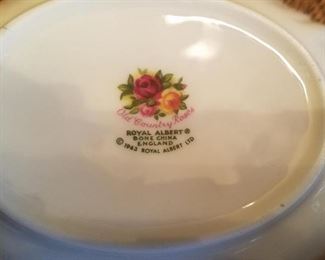 Old Country Roses
ROYAL ALBERT®
BONE CHINA
ENGLAND
© 1962 ROYAL ALBERT LTD